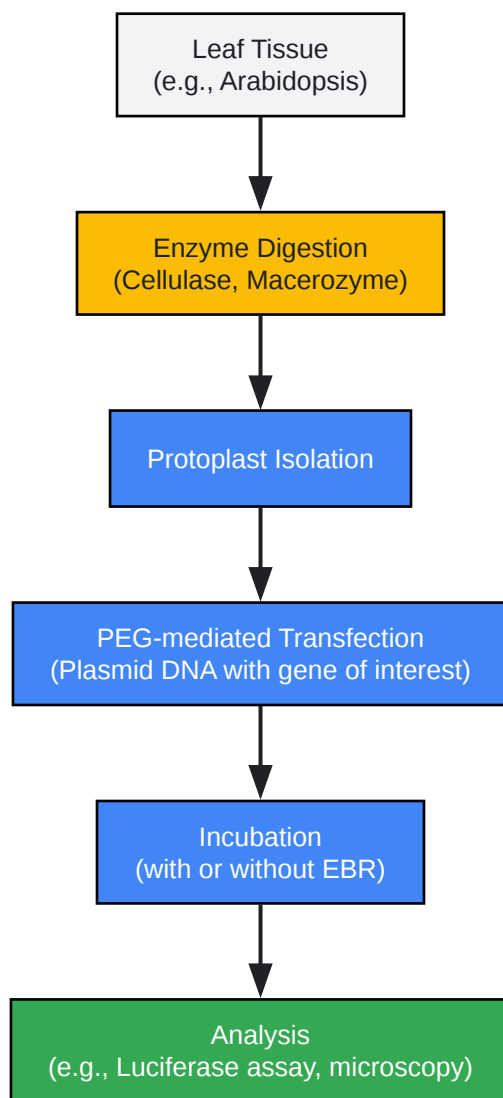 Leaf Tissue
(e.g., Arabidopsis)
Enzyme Digestion
(Cellulase, Macerozyme)
Protoplast Isolation
PEG-mediated Transfection
(Plasmid DNA with gene of interest)
Incubation
(with or without EBR)
Analysis
(e.g., Luciferase assay, microscopy)